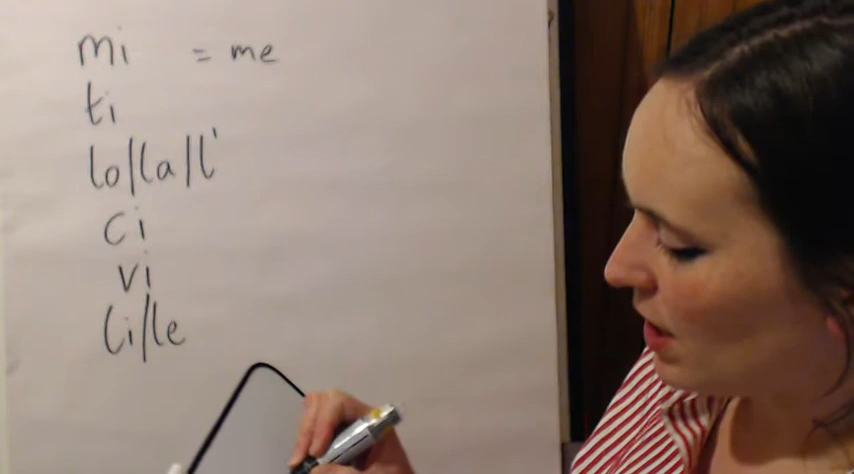 mi = me
ti
lo/la/l'
ci
vi
li/le